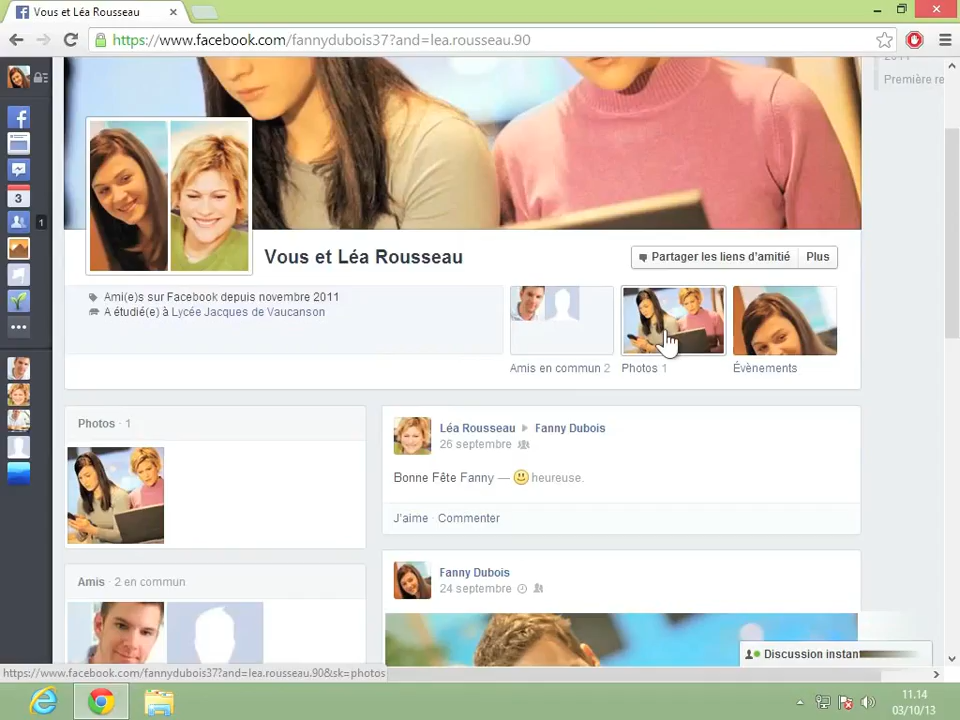 Vous et Léa Rousseau
https://www.facebook.com/fannydubois37?and=lea.rousseau.90
2011
Première re
3
1
Vous et Léa Rousseau
Partager les liens d'amitié
Plus
Ami(e)s sur Facebook depuis novembre 2011
A étudié(e) à Lycée Jacques de Vaucanson
Amis en commun 2
Photos 1
Évènements
Photos · 1
Léa Rousseau Fanny Dubois
26 septembre
Bonne Fête Fanny — heureuse.
J'aime Commenter
Amis · 2 en commun
Fanny Dubois
24 septembre
Discussion instan
https://www.facebook.com/fannydubois37?and=lea.rousseau.90&sk=photos
11.14
03/10/13